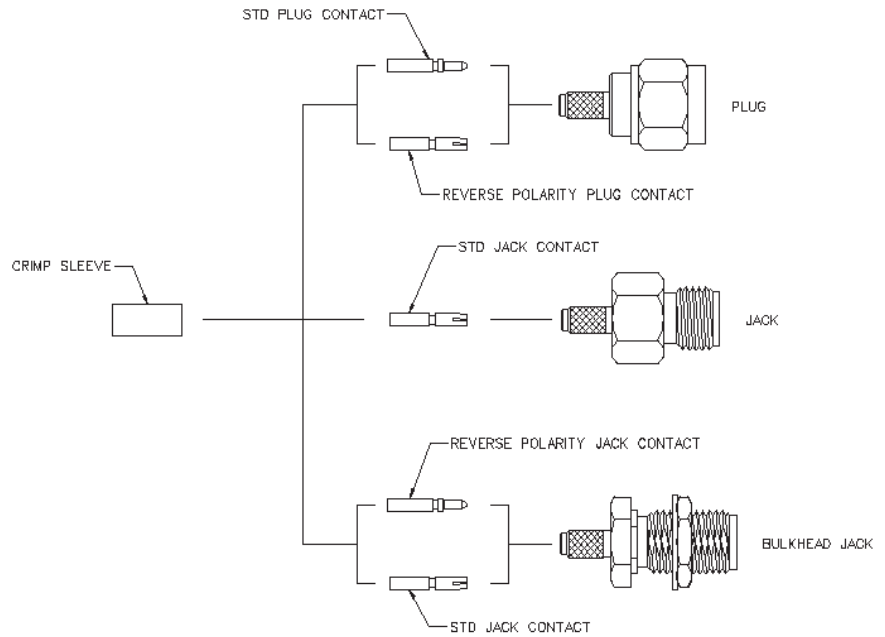 STD PLUG CONTACT
PLUG
REVERSE POLARITY PLUG CONTACT
STD JACK CONTACT
CRIMP SLEEVE
JACK
REVERSE POLARITY JACK CONTACT
BULKHEAD JACK
STD JACK CONTACT